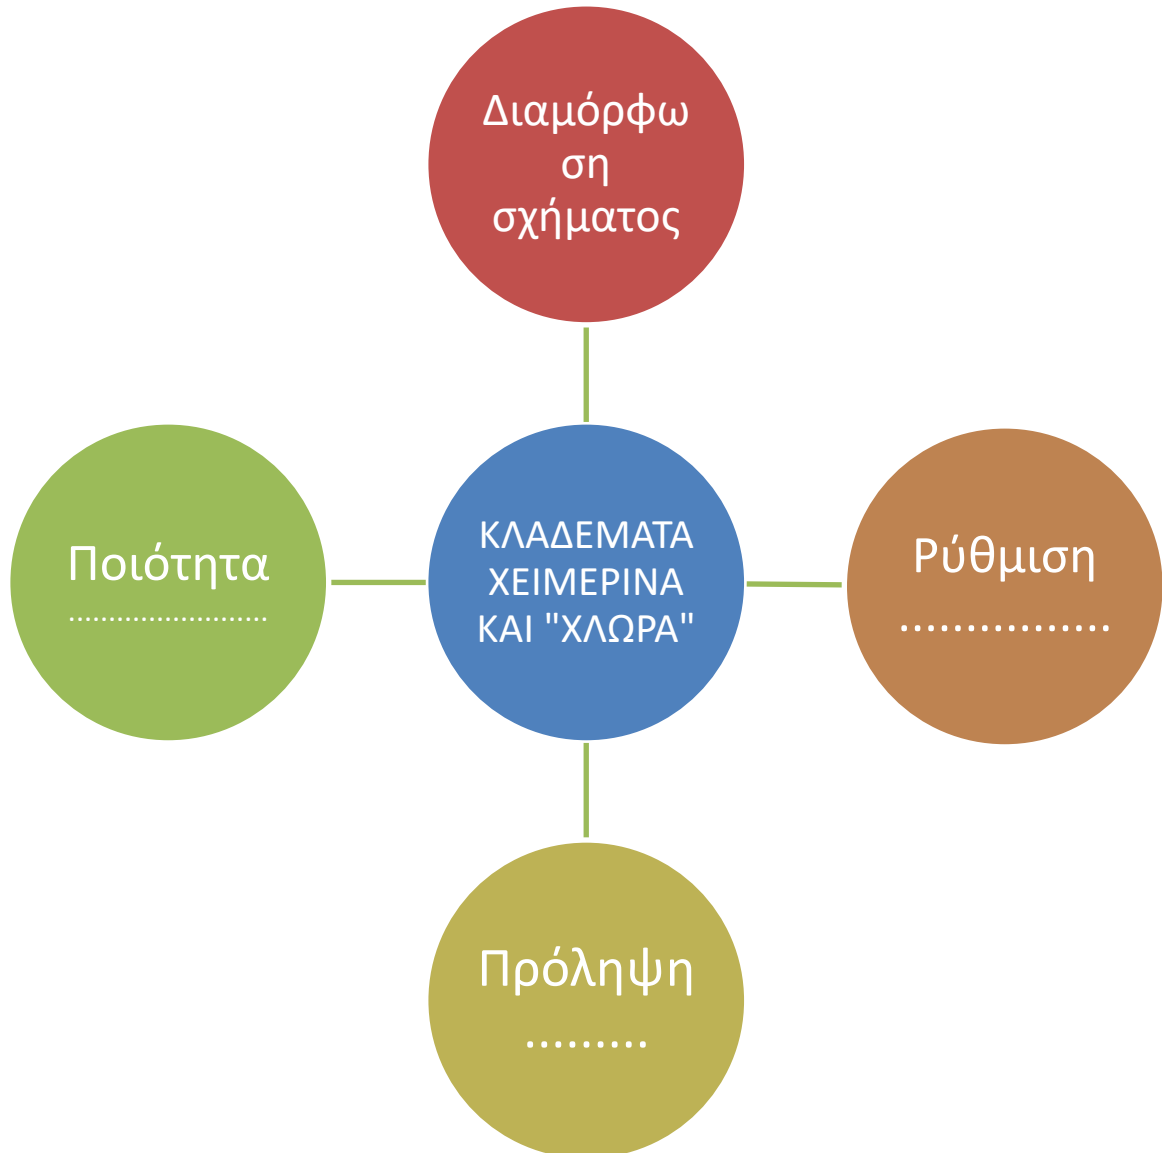 Διαμόρφω
ση
σχήματος
Ποιότητα
.........................
ΚΛΑΔΕΜΑΤΑ
ΧΕΙΜΕΡΙΝΑ
ΚΑΙ "ΧΛΩΡΑ"
Ρύθμιση
................
Πρόληψη
.........